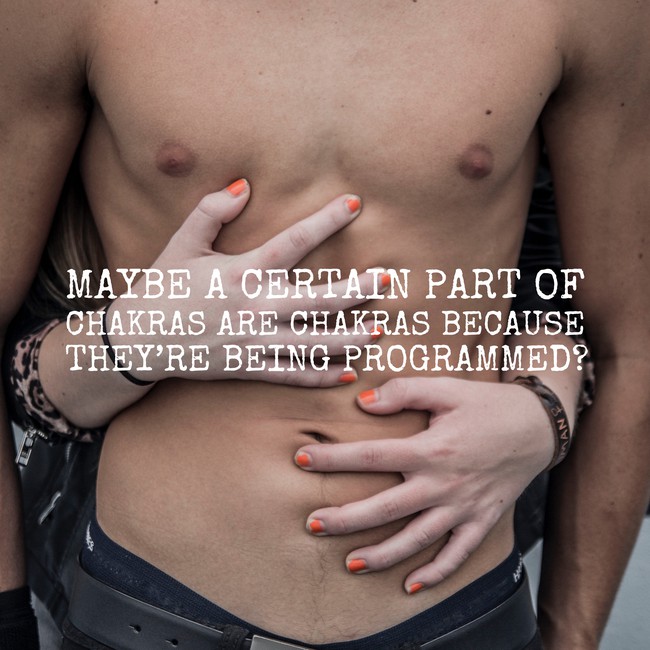 MAYBE A CERTAIN PART OF
CHAKRAS ARE CHAKRAS BECAUSE
THEY'RE BEING PROGRAMMED?